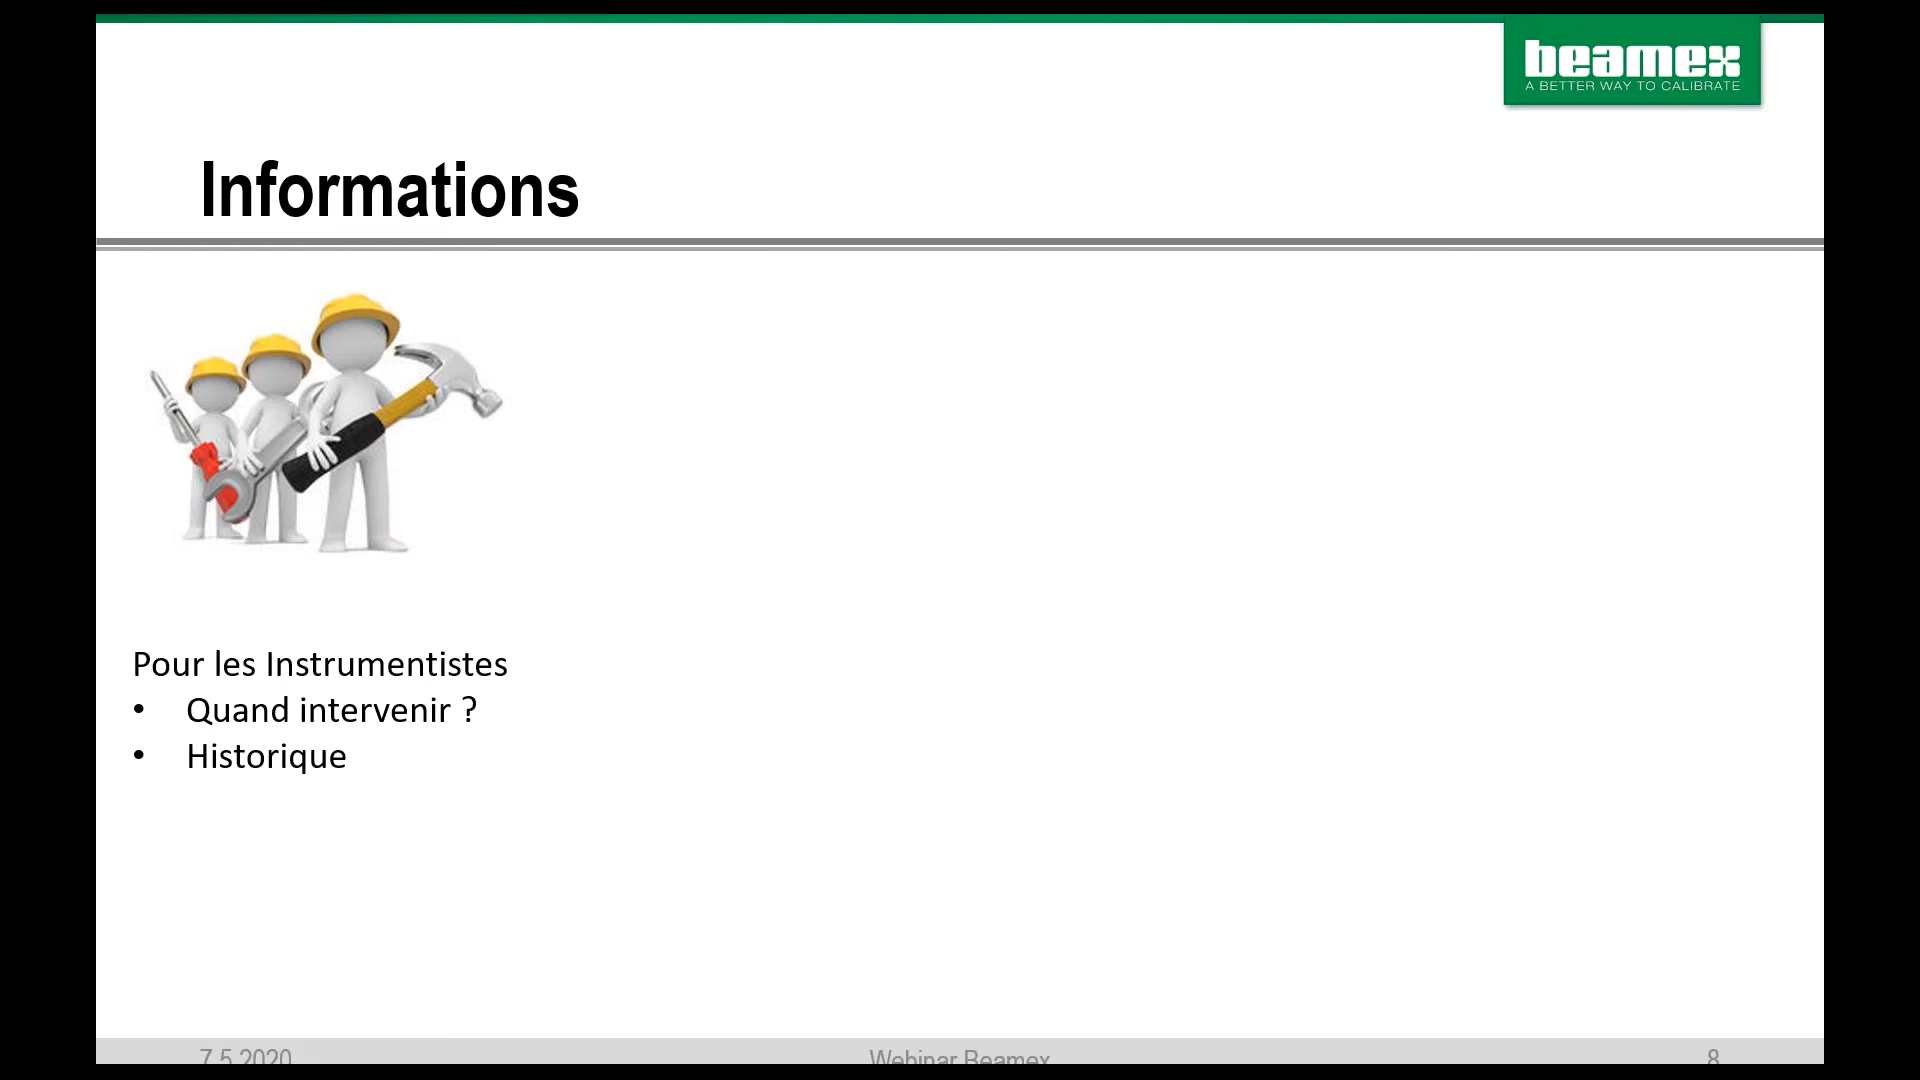 beamex
A BETTER WAY TO CALIBRATE
Informations
Pour les Instrumentistes
• Quand intervenir ?
• Historique
7.5.2020
Webinar Beamex
8